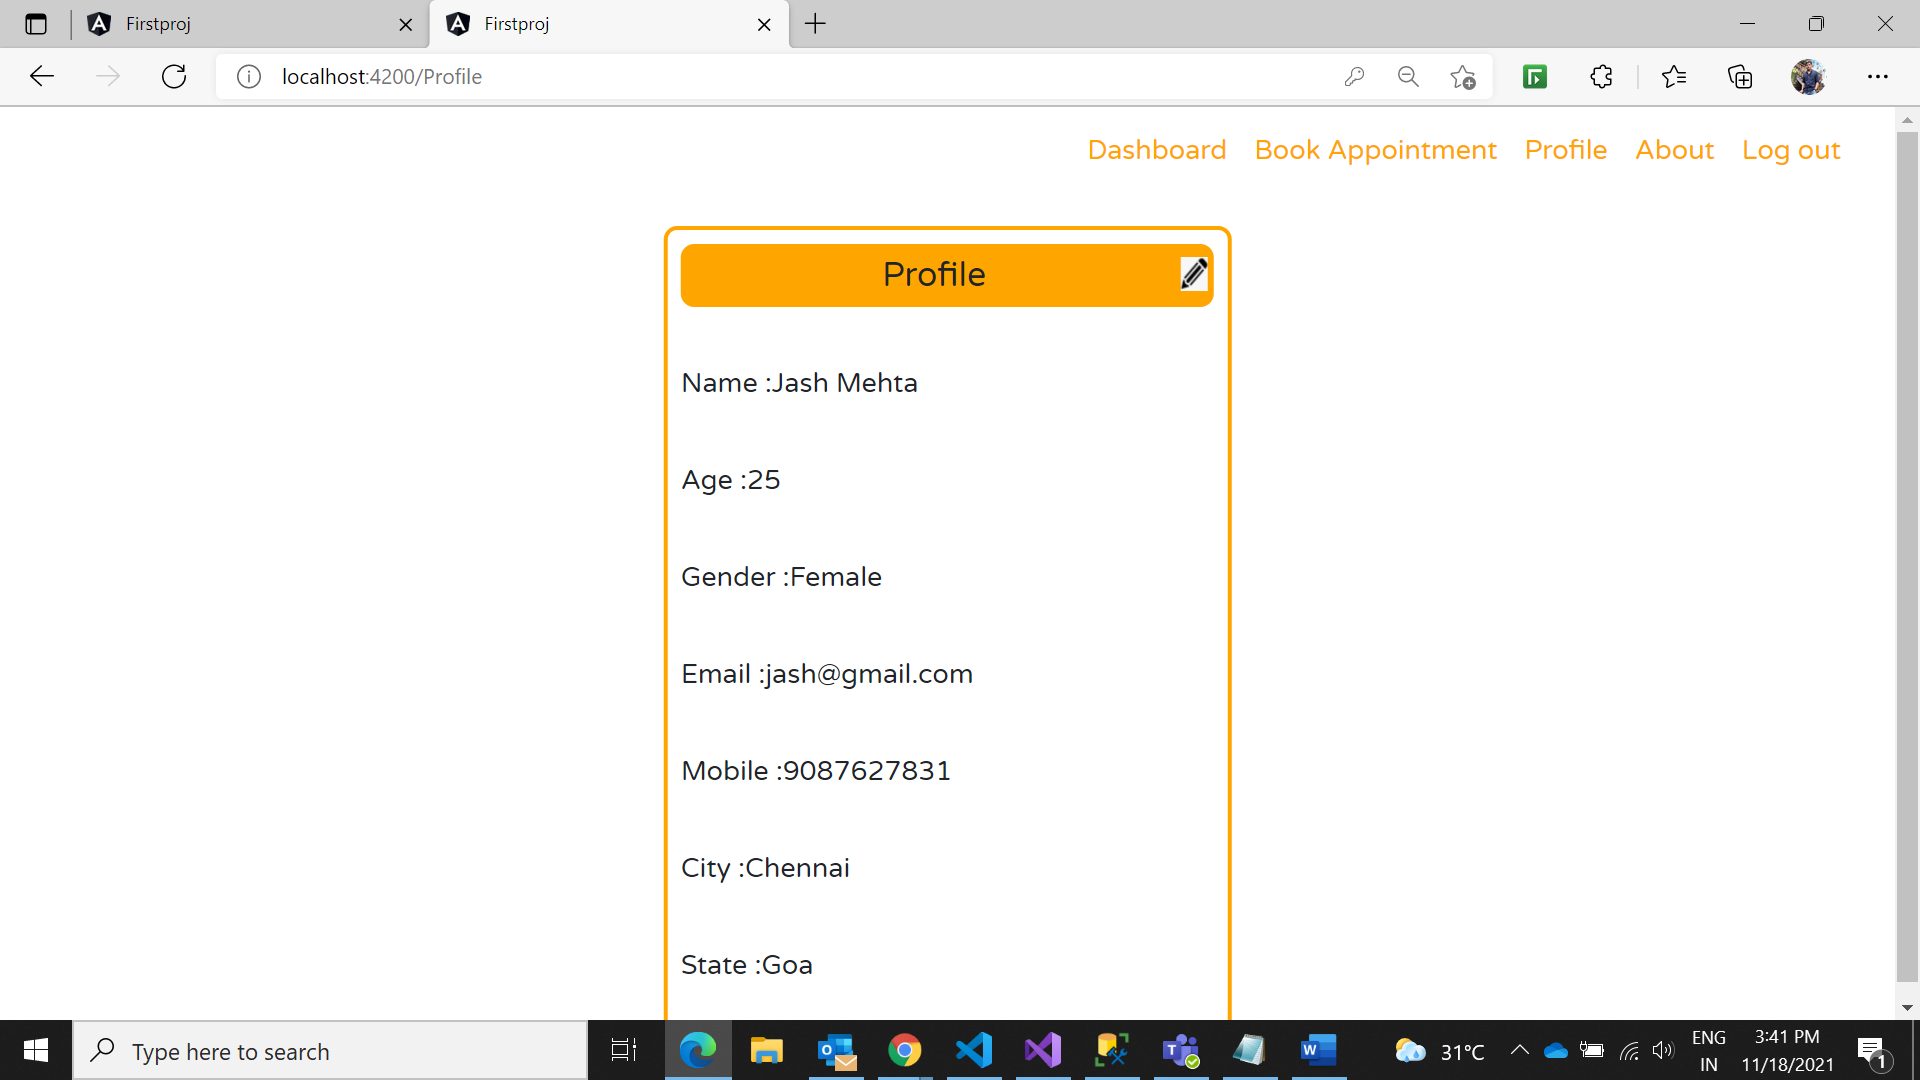 Firstproj
Firstproj
localhost:4200/Profile
Dashboard Book Appointment Profile About Log out
Profile
Name :Jash Mehta
Age :25
Gender :Female
Email :jash@gmail.com
Mobile :9087627831
City :Chennai
State :Goa
Type here to search
31°C
ENG
IN
3:41 PM
11/18/2021
1